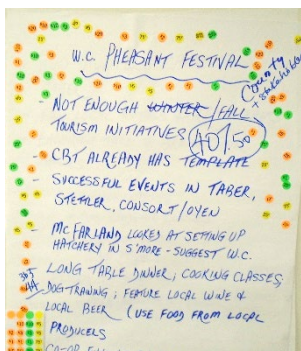 W.C. PHEASANT FESTIVAL
County
+ Stakeholders
- NOT ENOUGH WINTER/FALL
TOURISM INITIATIVES 40/50
- CBT ALREADY HAS TEMPLATE
- SUCCESSFUL EVENTS IN TABER,
STETTLER, CONSORT/OYEN
- McFARLAND LOOKED AT SETTING UP
HATCHERY IN S'MORE - SUGGEST W.C.
LONG TABLE DINNER; COOKING CLASSES;
DOG-TRAINING; FEATURE LOCAL WINE &
LOCAL BEER (USE FOOD FROM LOCAL
PRODUCERS